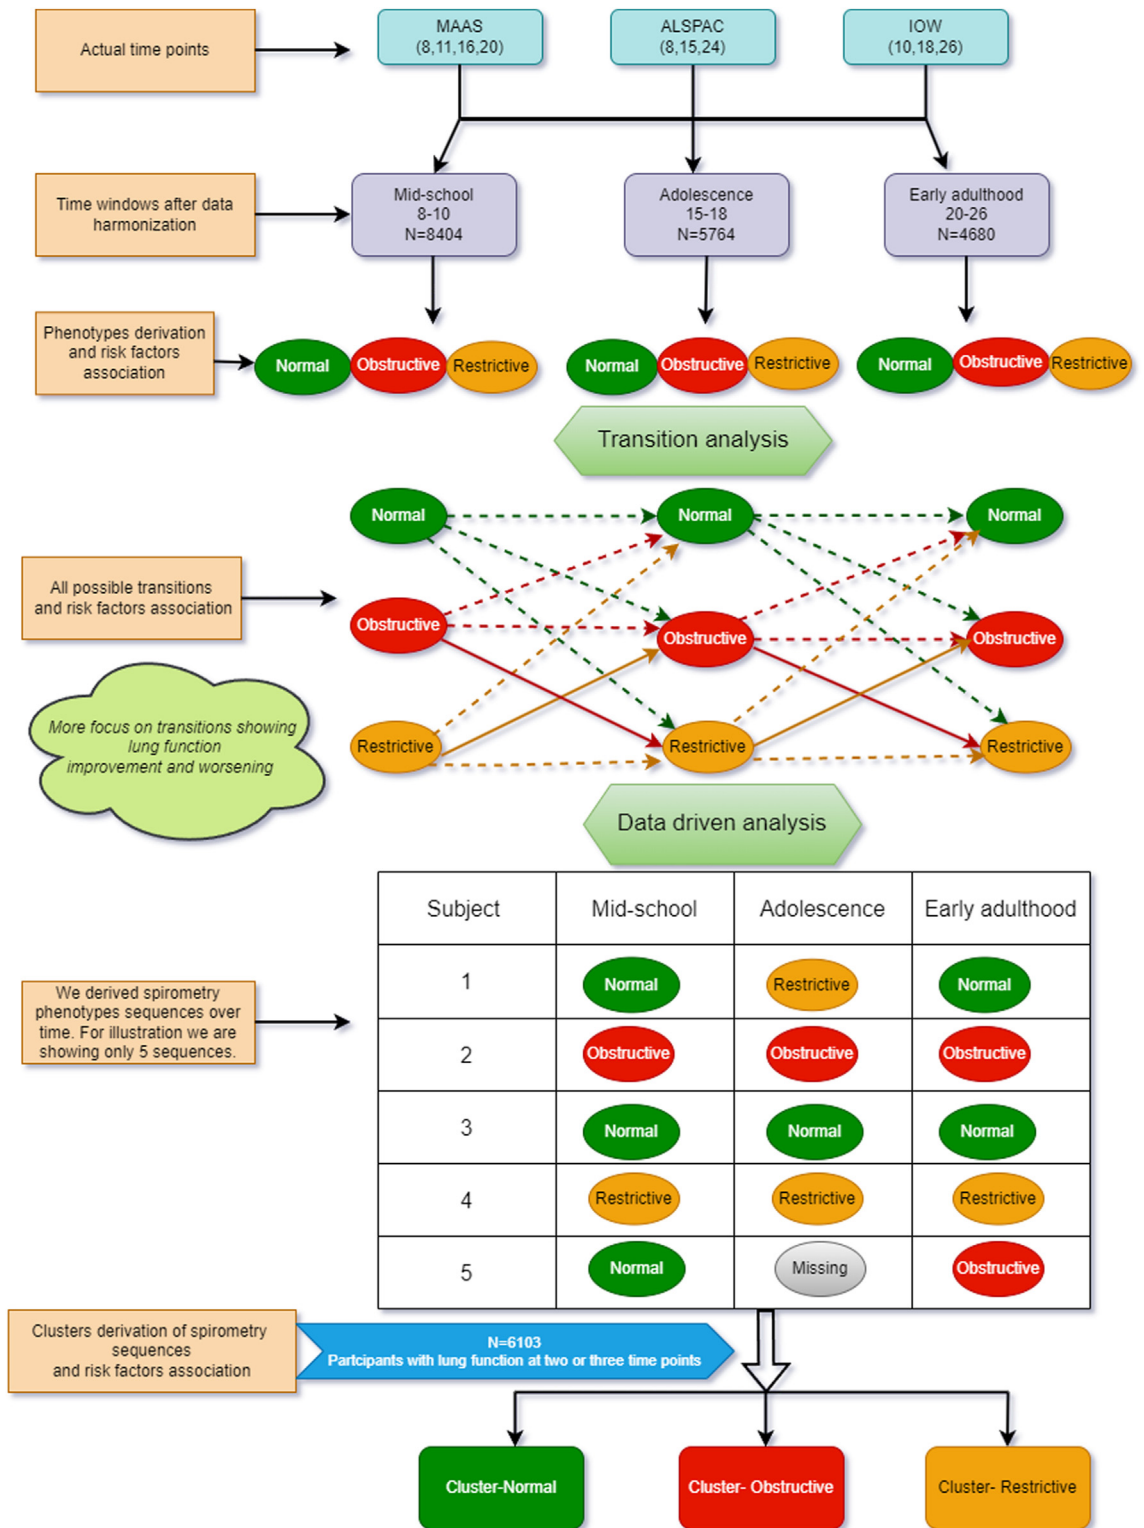 Actual time points
MAAS
(8,11,16,20)
ALSPAC
(8,15,24)
IOW
(10,18,26)
Time windows after data
harmonization
Mid-school
8-10
N=8404
Adolescence
15-18
N=5764
Early adulthood
20-26
N=4680
Phenotypes derivation
and risk factors
association
Normal
Obstructive
Restrictive
Normal
Obstructive
Restrictive
Normal
Obstructive
Restrictive
Transition analysis
All possible transitions
and risk factors association
Normal
Normal
Normal
Obstructive
Obstructive
Obstructive
Restrictive
Restrictive
Restrictive
More focus on transitions showing
lung function
improvement and worsening
Data driven analysis
We derived spirometry
phenotypes sequences over
time. For illustration we are
showing only 5 sequences.
Subject Mid-school Adolescence Early adulthood
1 Normal Restrictive Normal
2 Obstructive Obstructive Obstructive
3 Normal Normal Normal
4 Restrictive Restrictive Restrictive
5 Normal Missing Obstructive
Clusters derivation of spirometry
sequences
and risk factors association
N=6103
Partcipants with lung function at two or three time points
Cluster-Normal
Cluster- Obstructive
Cluster- Restrictive